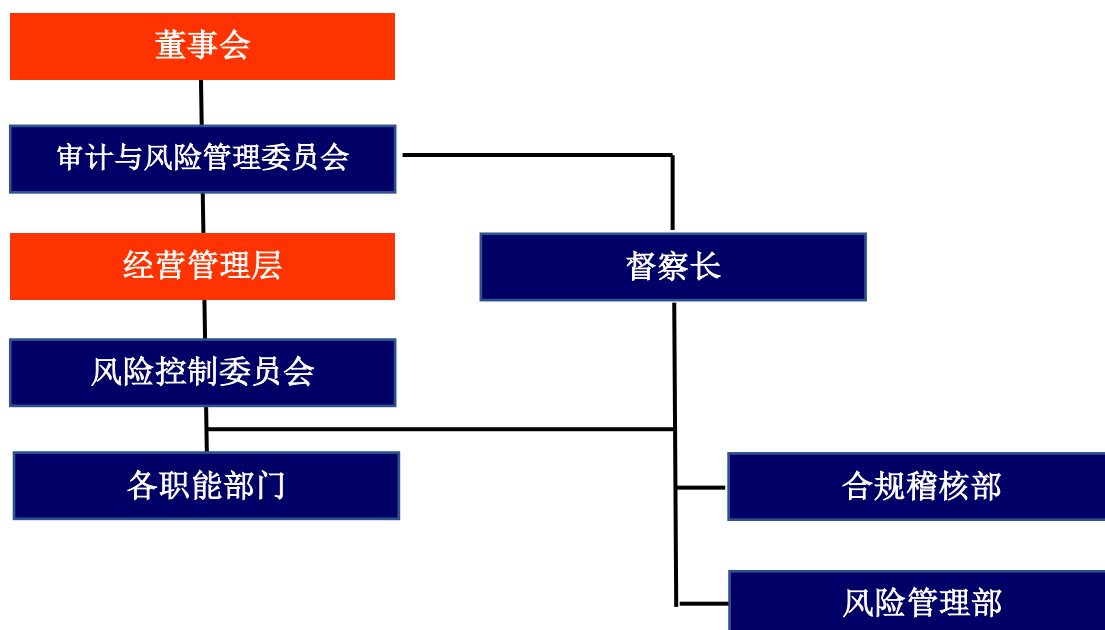 董事会
审计与风险管理委员会
经营管理层
督察长
风险控制委员会
各职能部门
合规稽核部
风险管理部